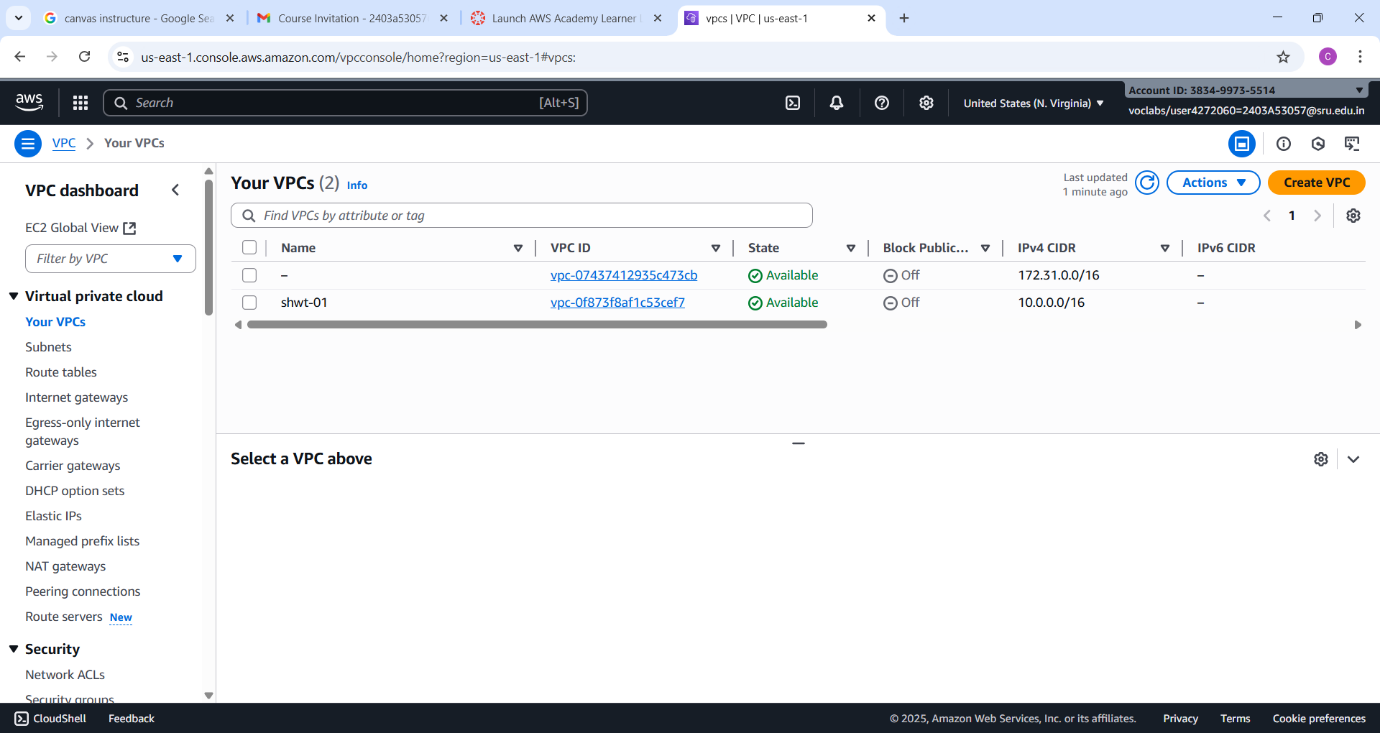 canvas instructure - Google Sea
Course Invitation - 2403a53057
Launch AWS Academy Learner
vpcs | VPC | us-east-1
us-east-1.console.aws.amazon.com/vpcconsole/home?region=us-east-1#vpcs:
C
aws
Search
[Alt+S]
United States (N. Virginia)
Account ID: 3834-9973-5514
voclabs/user4272060=2403A53057@sru.edu.in
VPC
Your VPCs
VPC dashboard
EC2 Global View
Filter by VPC
Virtual private cloud
Your VPCs
Subnets
Route tables
Internet gateways
Egress-only internet
gateways
Carrier gateways
DHCP option sets
Elastic IPs
Managed prefix lists
NAT gateways
Peering connections
Route servers New
Security
Network ACLs
Security groups
Your VPCs (2) Info
Last updated
1 minute ago
Actions
Create VPC
Find VPCs by attribute or tag
1
Name VPC ID State Block Public... IPv4 CIDR IPv6 CIDR
– vpc-07437412935c473cb Available Off 172.31.0.0/16 –
shwt-01 vpc-0f873f8af1c53cef7 Available Off 10.0.0.0/16 –
Select a VPC above
CloudShell Feedback © 2025, Amazon Web Services, Inc. or its affiliates. Privacy Terms Cookie preferences